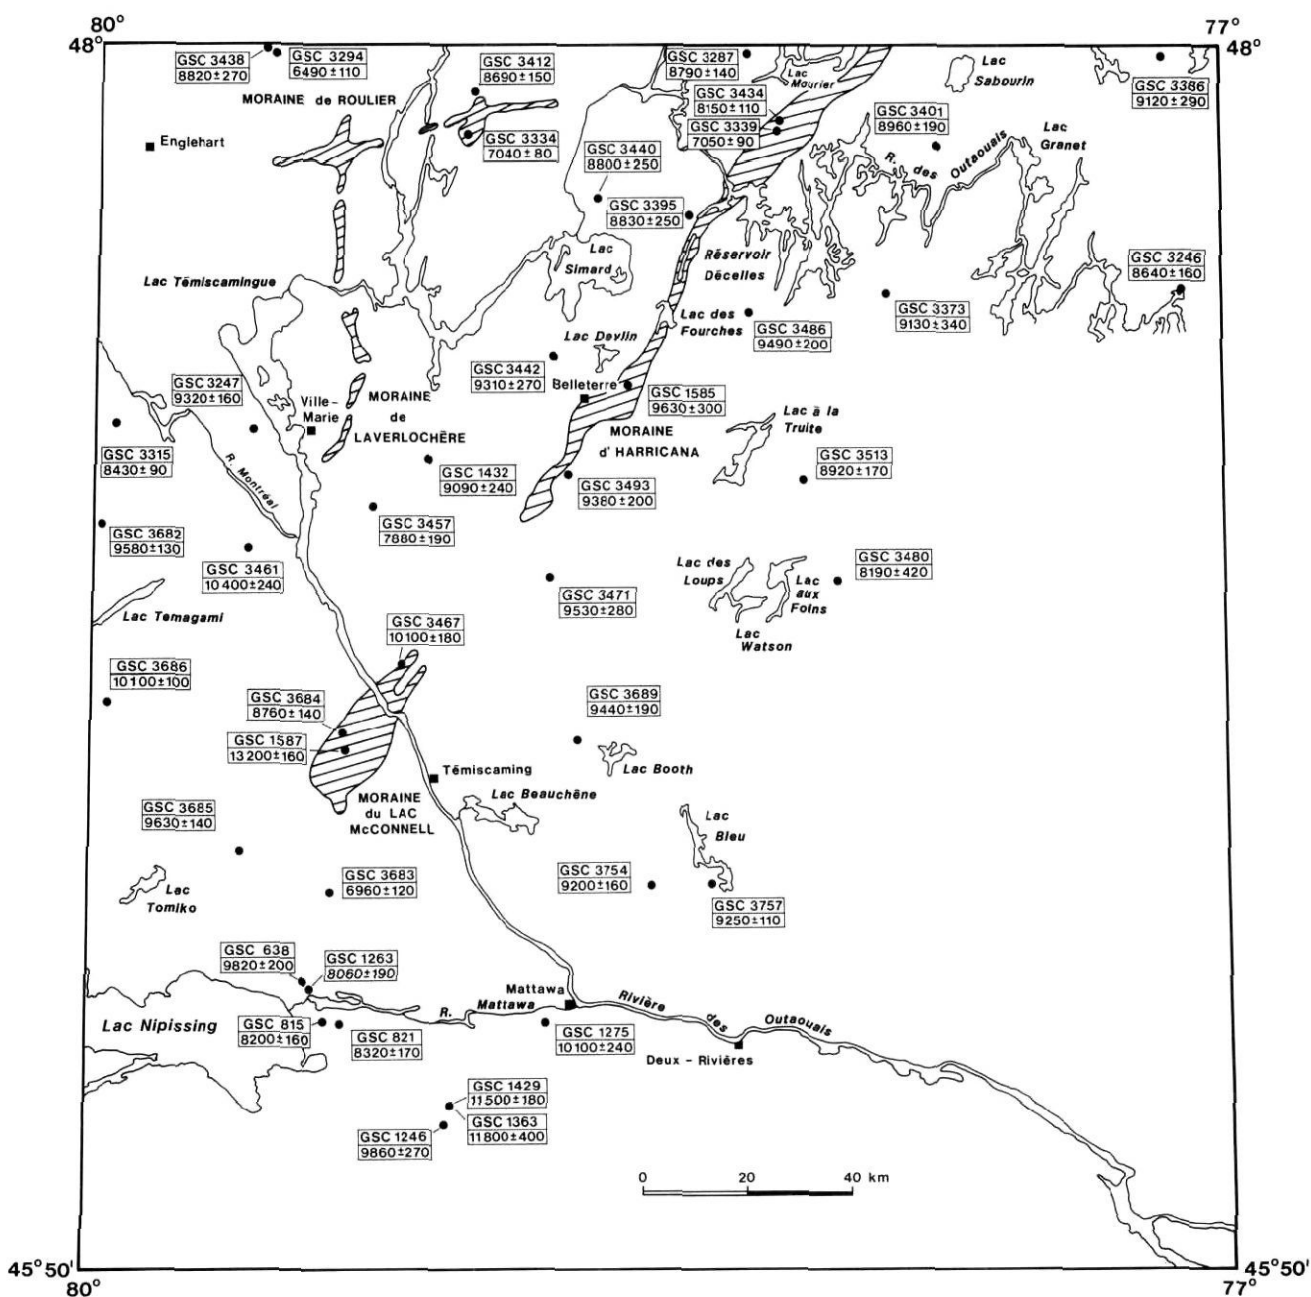 80°
77°
48°
48°
GSC 3438
8820±270
GSC 3294
6490±110
GSC 3412
8690±150
GSC 3287
8790±140
Lac
Mourier
Lac
Sabourin
GSC 3386
9120±290
MORAINE de ROULIER
GSC 3434
8150±110
GSC 3339
7050±90
GSC 3401
8960±190
Lac
Granet
Englehart
GSC 3334
7040±80
GSC 3440
8800±250
R. des Outaouais
GSC 3395
8830±250
Lac
Simard
Réservoir
Décelles
GSC 3246
8640±160
Lac Témiscamingue
Lac des
Fourches
GSC 3486
9490±200
GSC 3373
9130±340
Lac Devlin
GSC 3442
9310±270
Belleterre
GSC 3247
9320±160
Ville-
Marie
MORAINE
de
LAVERLOCHÈRE
GSC 1585
9630±300
MORAINE
d'HARRICANA
Lac à la
Truite
GSC 3315
8430±90
R. Montréal
GSC 1432
9090±240
GSC 3493
9380±200
GSC 3513
8920±170
GSC 3457
7880±190
GSC 3682
9580±130
GSC 3461
10400±240
GSC 3471
9530±280
Lac des
Loups
Lac
aux
Foins
GSC 3480
8190±420
Lac
Watson
Lac Temagami
GSC 3467
10100±180
GSC 3686
10100±100
GSC 3684
8760±140
GSC 1587
13200±160
GSC 3689
9440±190
Lac Booth
Témiscaming
MORAINE
du LAC
McCONNELL
Lac Beauchêne
GSC 3685
9630±140
Lac
Bleu
Lac
Tomiko
GSC 3683
6960±120
GSC 3754
9200±160
GSC 3757
9250±110
GSC 638
9820±200
GSC 1263
8060±190
Mattawa
R. Mattawa
Rivière des Outaouais
Lac Nipissing
GSC 815
8200±160
GSC 821
8320±170
GSC 1275
10100±240
Deux-Rivières
GSC 1429
11500±180
GSC 1363
11800±400
GSC 1246
9860±270
0 20 40 km
45°50'
45°50'
80°
77°